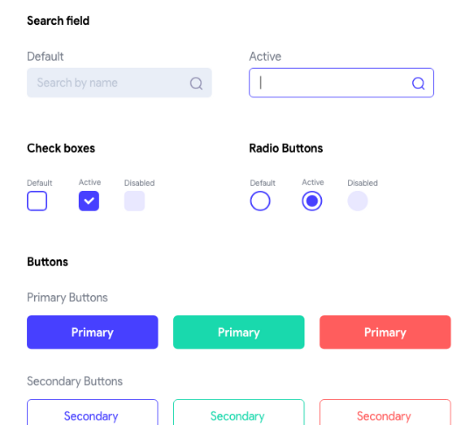 Search field
Default Active
Search by name
Check boxes Radio Buttons
Default Active Disabled Default Active Disabled
Buttons
Primary Buttons
Primary Primary Primary
Secondary Buttons
Secondary Secondary Secondary